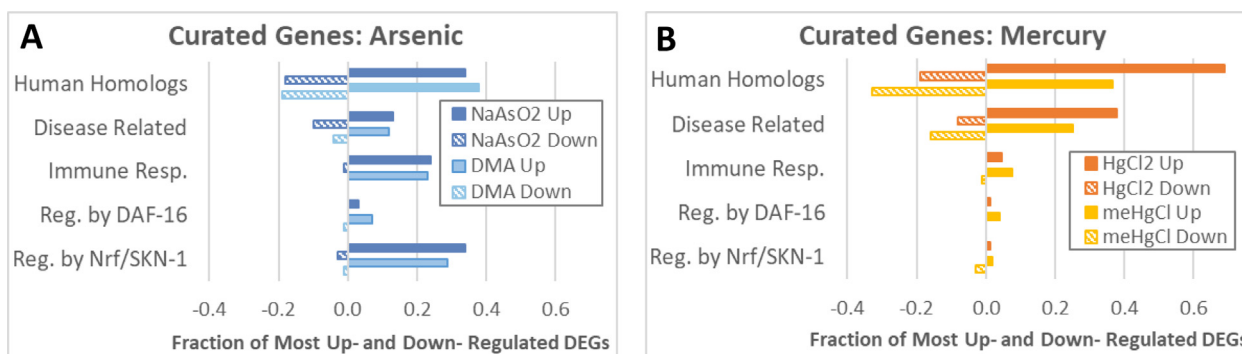 A
Curated Genes: Arsenic
Human Homologs
Disease Related
Immune Resp.
Reg. by DAF-16
Reg. by Nrf/SKN-1
NaAsO2 Up
NaAsO2 Down
DMA Up
DMA Down
-0.4 -0.2 0.0 0.2 0.4 0.6
Fraction of Most Up- and Down- Regulated DEGs
B
Curated Genes: Mercury
Human Homologs
Disease Related
Immune Resp.
Reg. by DAF-16
Reg. by Nrf/SKN-1
HgCl2 Up
HgCl2 Down
meHgCl Up
meHgCl Down
-0.4 -0.2 0.0 0.2 0.4 0.6
Fraction of Most Up- and Down- Regulated DEGs